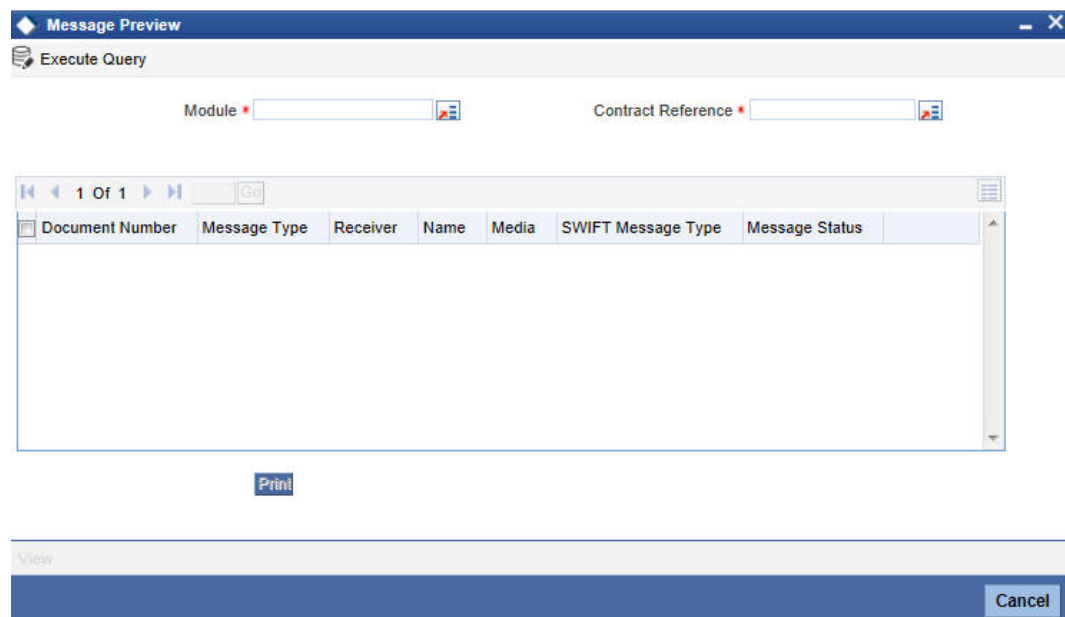 Message Preview
Execute Query
Module *
Contract Reference *
1 Of 1
Go
Document Number Message Type Receiver Name Media SWIFT Message Type Message Status
Print
View
Cancel